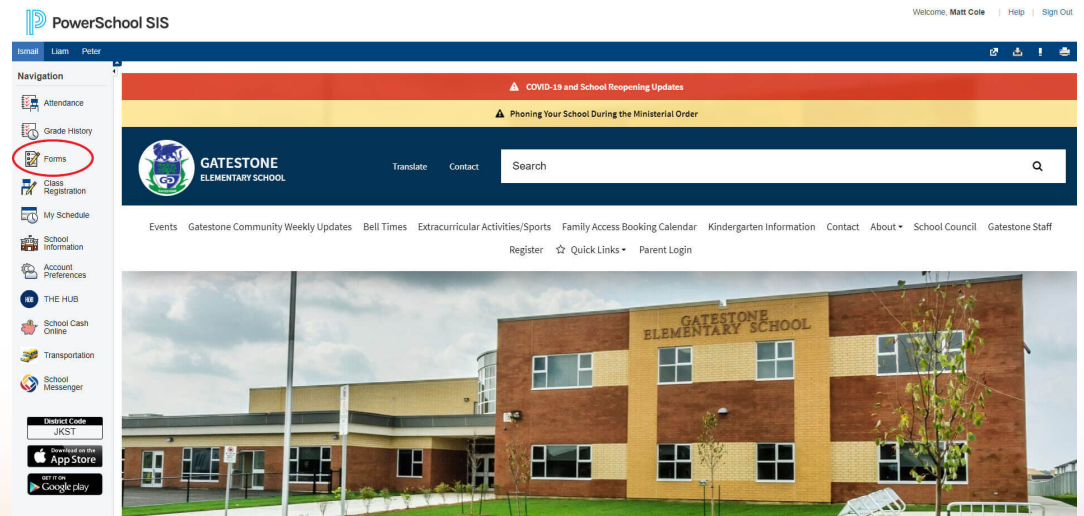 PowerSchool SIS
Welcome, Matt Cole | Help | Sign Out
Ismail Liam Peter
Navigation
Attendance
Grade History
Forms
Class
Registration
My Schedule
School
Information
Account
Preferences
HUB THE HUB
School Cash
Online
Transportation
School
Messenger
District Code
JKST
Download on the
App Store
GET IT ON
Google play
COVID-19 and School Reopening Updates
Phoning Your School During the Ministerial Order
GATESTONE
ELEMENTARY SCHOOL
Translate Contact Search
Events Gatestone Community Weekly Updates Bell Times Extracurricular Activities/Sports Family Access Booking Calendar Kindergarten Information Contact About School Council Gatestone Staff
Register Quick Links Parent Login
GATESTONE
ELEMENTARY SCHOOL